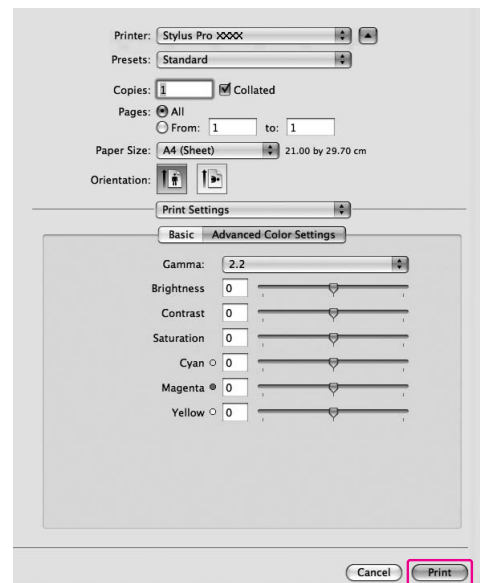 Printer: Stylus Pro XXXX
Presets: Standard
Copies: 1 Collated
Pages: All
From: 1 to: 1
Paper Size: A4 (Sheet) 21.00 by 29.70 cm
Orientation:
Print Settings
Basic Advanced Color Settings
Gamma: 2.2
Brightness 0
Contrast 0
Saturation 0
Cyan 0
Magenta 0
Yellow 0
Cancel Print